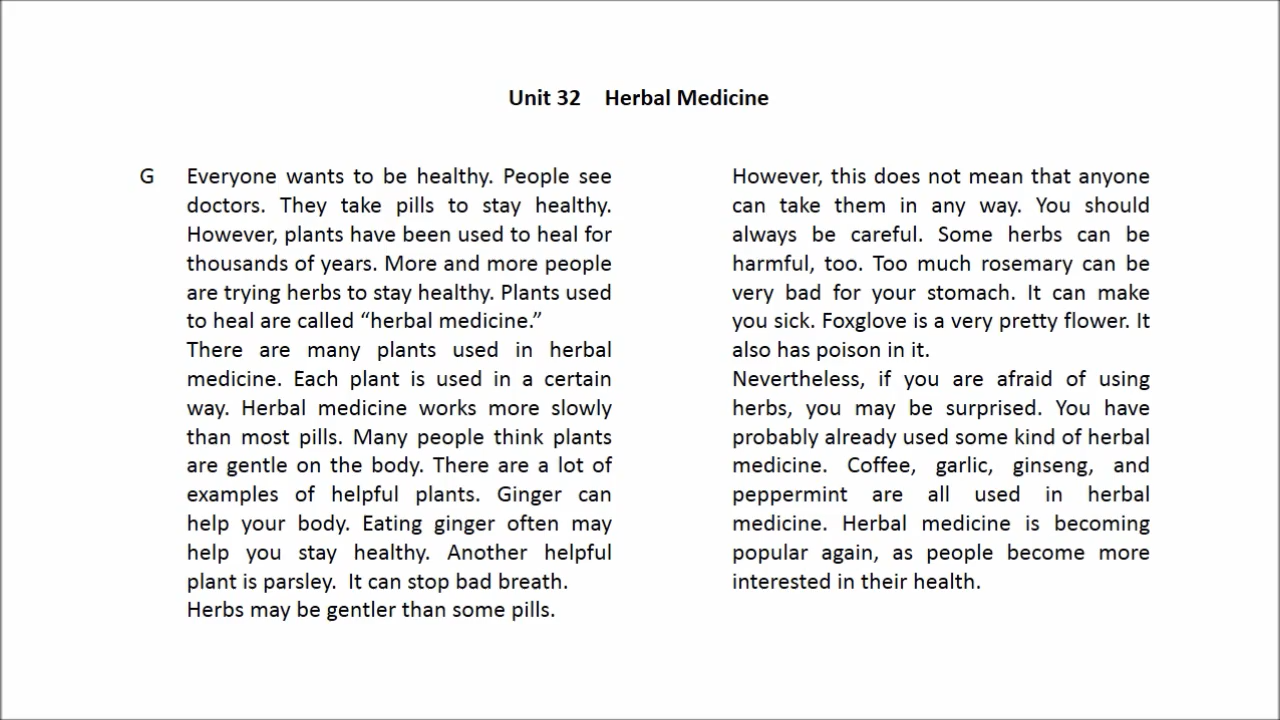 Unit 32 Herbal Medicine
G Everyone wants to be healthy. People see
doctors. They take pills to stay healthy.
However, plants have been used to heal for
thousands of years. More and more people
are trying herbs to stay healthy. Plants used
to heal are called “herbal medicine.”
There are many plants used in herbal
medicine. Each plant is used in a certain
way. Herbal medicine works more slowly
than most pills. Many people think plants
are gentle on the body. There are a lot of
examples of helpful plants. Ginger can
help your body. Eating ginger often may
help you stay healthy. Another helpful
plant is parsley. It can stop bad breath.
Herbs may be gentler than some pills.
However, this does not mean that anyone
can take them in any way. You should
always be careful. Some herbs can be
harmful, too. Too much rosemary can be
very bad for your stomach. It can make
you sick. Foxglove is a very pretty flower. It
also has poison in it.
Nevertheless, if you are afraid of using
herbs, you may be surprised. You have
probably already used some kind of herbal
medicine. Coffee, garlic, ginseng, and
peppermint are all used in herbal
medicine. Herbal medicine is becoming
popular again, as people become more
interested in their health.